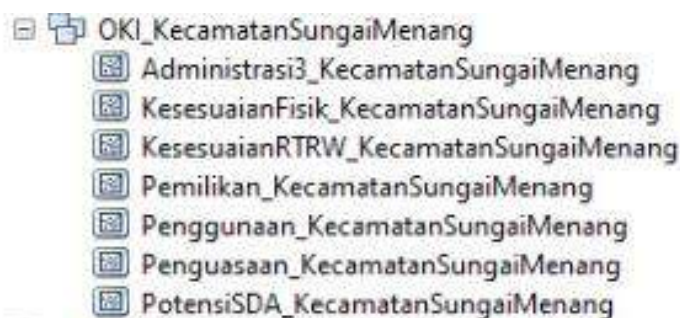 OKI_KecamatanSungaiMenang
Administrasi3_KecamatanSungaiMenang
KesesuaianFisik_KecamatanSungaiMenang
KesesuaianRTRW_KecamatanSungaiMenang
Pemilikan_KecamatanSungaiMenang
Penggunaan_KecamatanSungaiMenang
Penguasaan_KecamatanSungaiMenang
PotensiSDA_KecamatanSungaiMenang